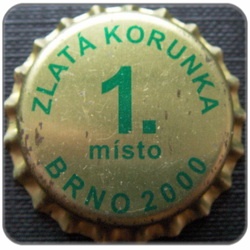 ZLATÁ KORUNKA
1.
místo
BRNO 2000